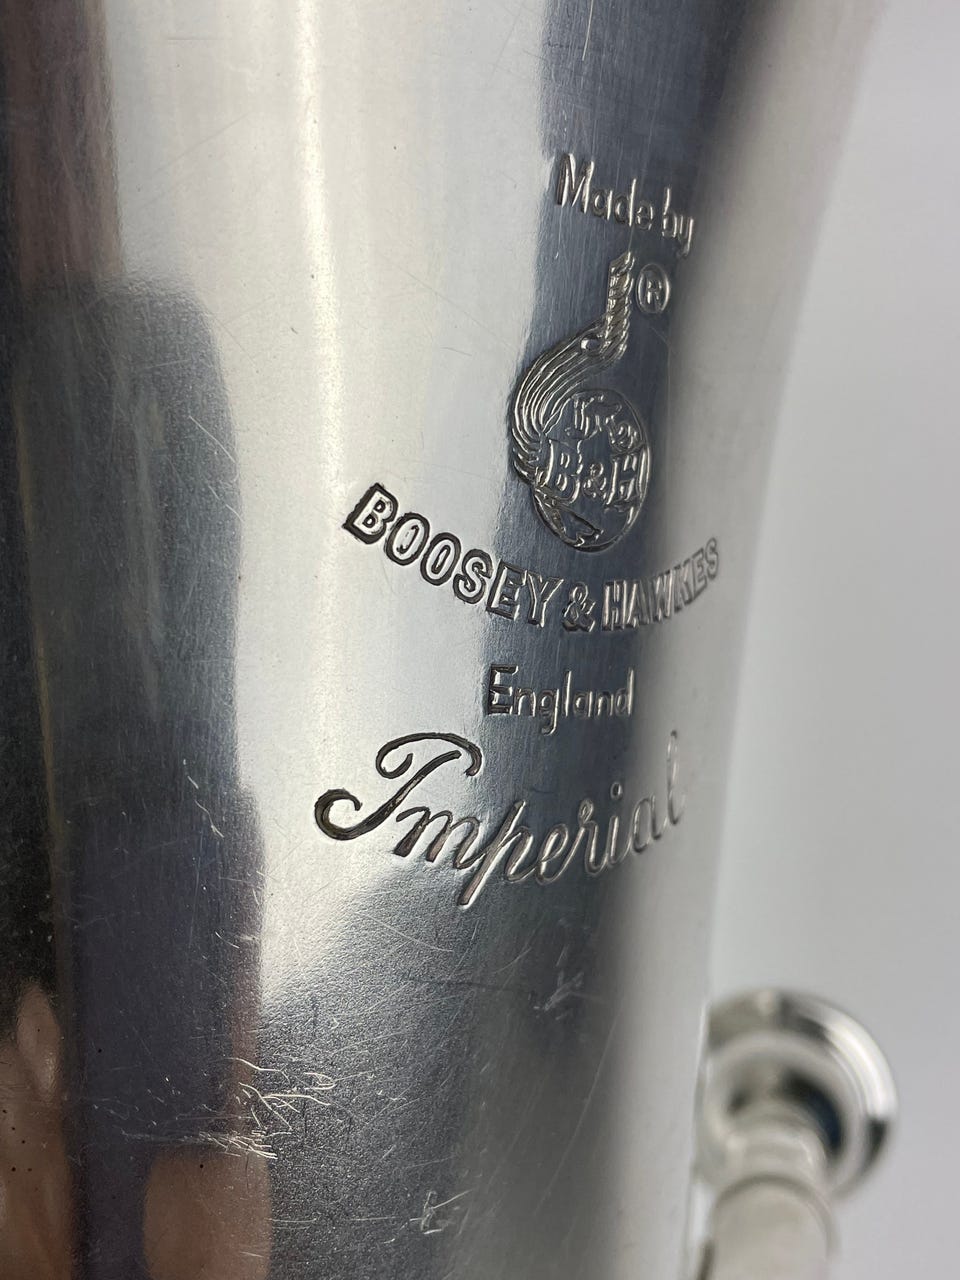 Made by
®
B&H
BOOSEY & HAWKES
England
Imperial